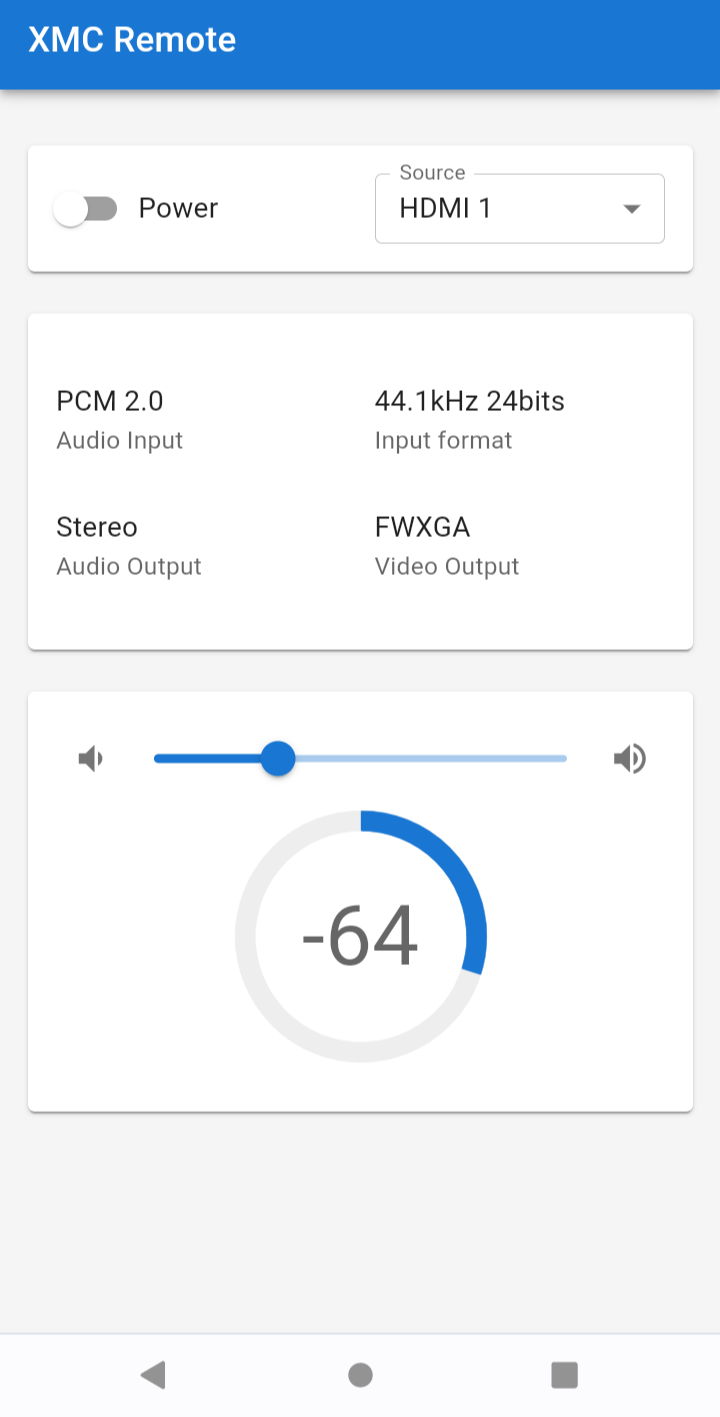 XMC Remote
Source
Power
HDMI 1
PCM 2.0
44.1kHz 24bits
Audio Input
Input format
Stereo
FWXGA
Audio Output
Video Output
-64